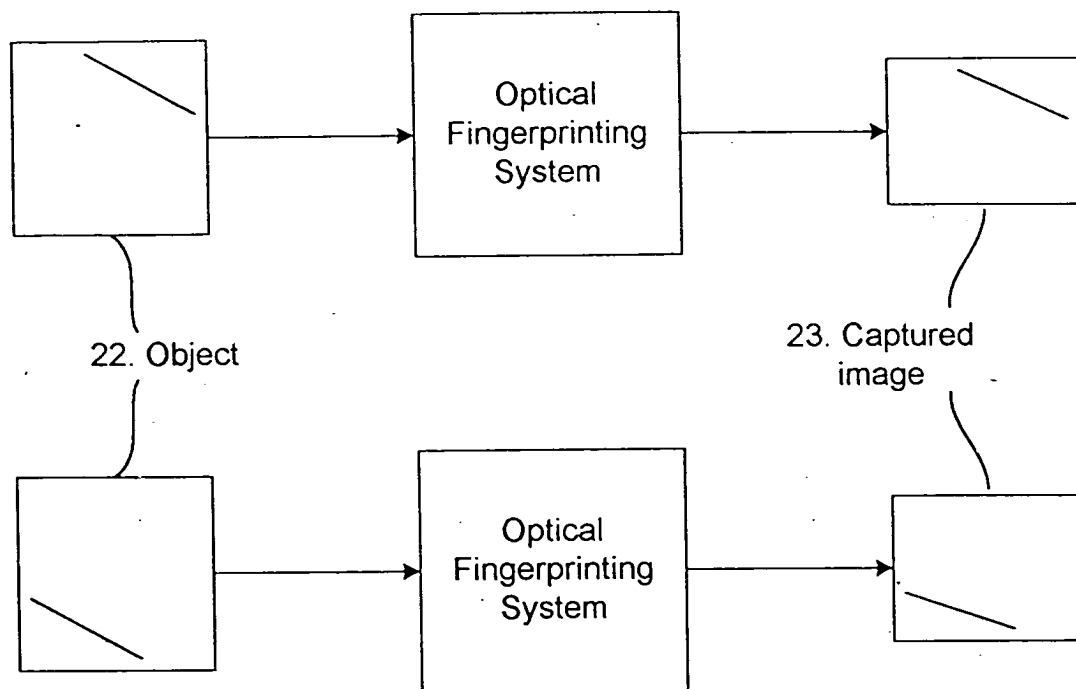 Optical
Fingerprinting
System
22. Object
23. Captured
image
Optical
Fingerprinting
System